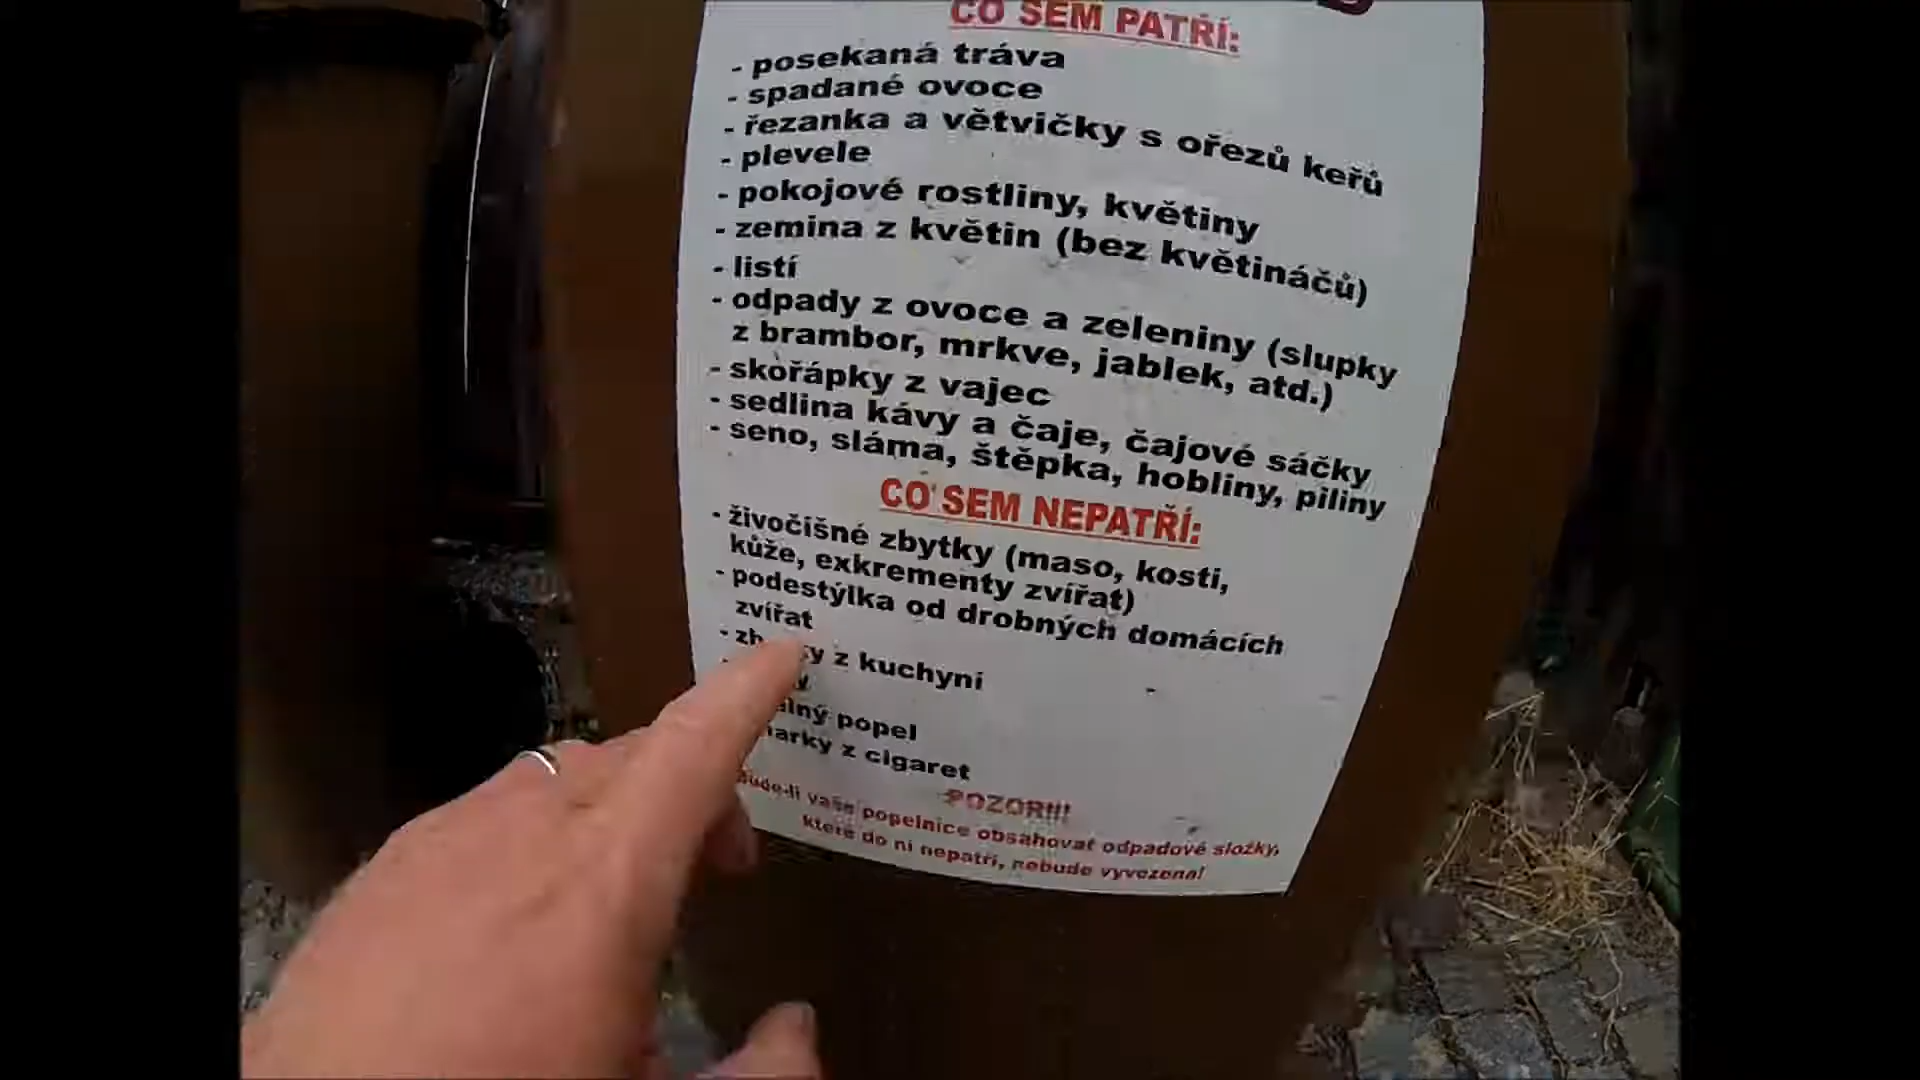 CO SEM PATŘÍ:
- posekaná tráva
- spadané ovoce
- řezanka a větvičky s ořezů keřů
- plevele
- pokojové rostliny, květiny
- zemina z květin (bez květináčů)
- listí
- odpady z ovoce a zeleniny (slupky
z brambor, mrkve, jablek, atd.)
- skořápky z vajec
- sedlina kávy a čaje, čajové sáčky
- seno, sláma, štěpka, hobliny, piliny
CO SEM NEPATŘÍ:
- živočišné zbytky (maso, kosti,
kůže, exkrementy zvířat)
- podestýlka od drobných domácích
zvířat
- z kuchyní
popel
z cigaret
POZOR!!!
Bude-li vaše popelnice obsahovat odpadové složky,
které do ní nepatří, nebude vyvezena!